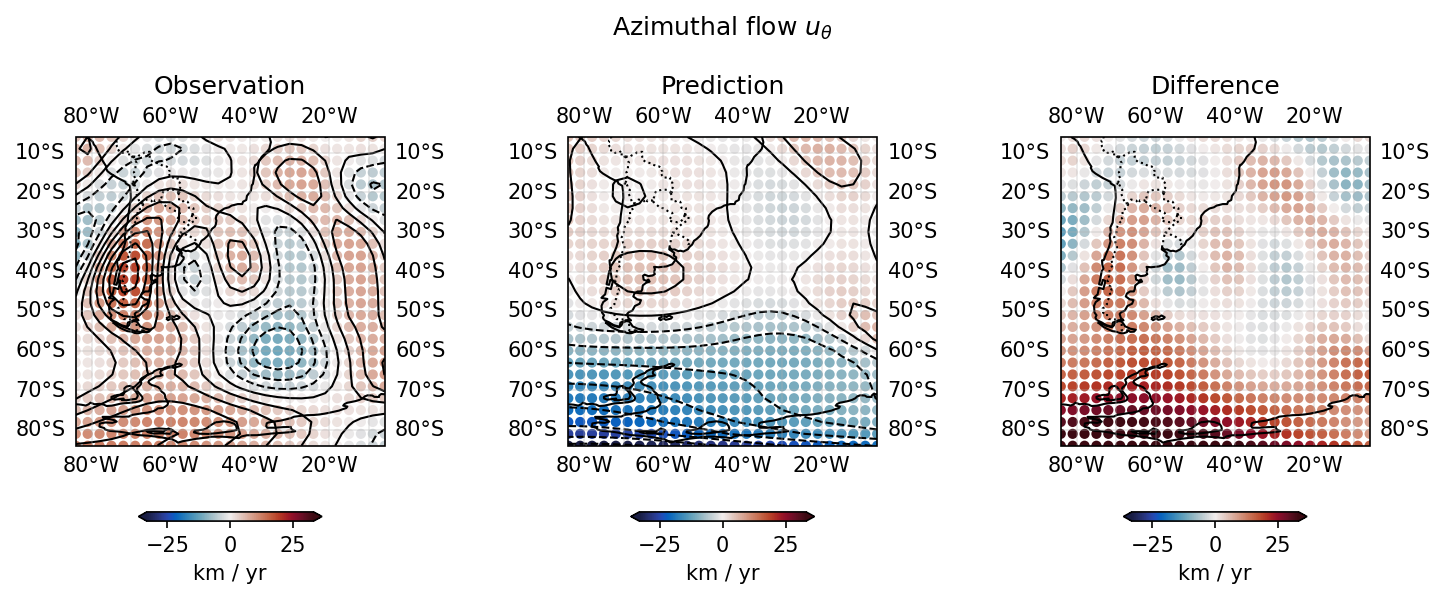 Azimuthal flow uθ
Observation
Prediction
Difference
80°W 60°W 40°W 20°W
80°W 60°W 40°W 20°W
80°W 60°W 40°W 20°W
10°S 10°S 10°S 10°S 10°S 10°S
20°S 20°S 20°S 20°S 20°S 20°S
30°S 30°S 30°S 30°S 30°S 30°S
40°S 40°S 40°S 40°S 40°S 40°S
50°S 50°S 50°S 50°S 50°S 50°S
60°S 60°S 60°S 60°S 60°S 60°S
70°S 70°S 70°S 70°S 70°S 70°S
80°S 80°S 80°S 80°S 80°S 80°S
80°W 60°W 40°W 20°W
80°W 60°W 40°W 20°W
80°W 60°W 40°W 20°W
−25 0 25
−25 0 25
−25 0 25
km / yr
km / yr
km / yr